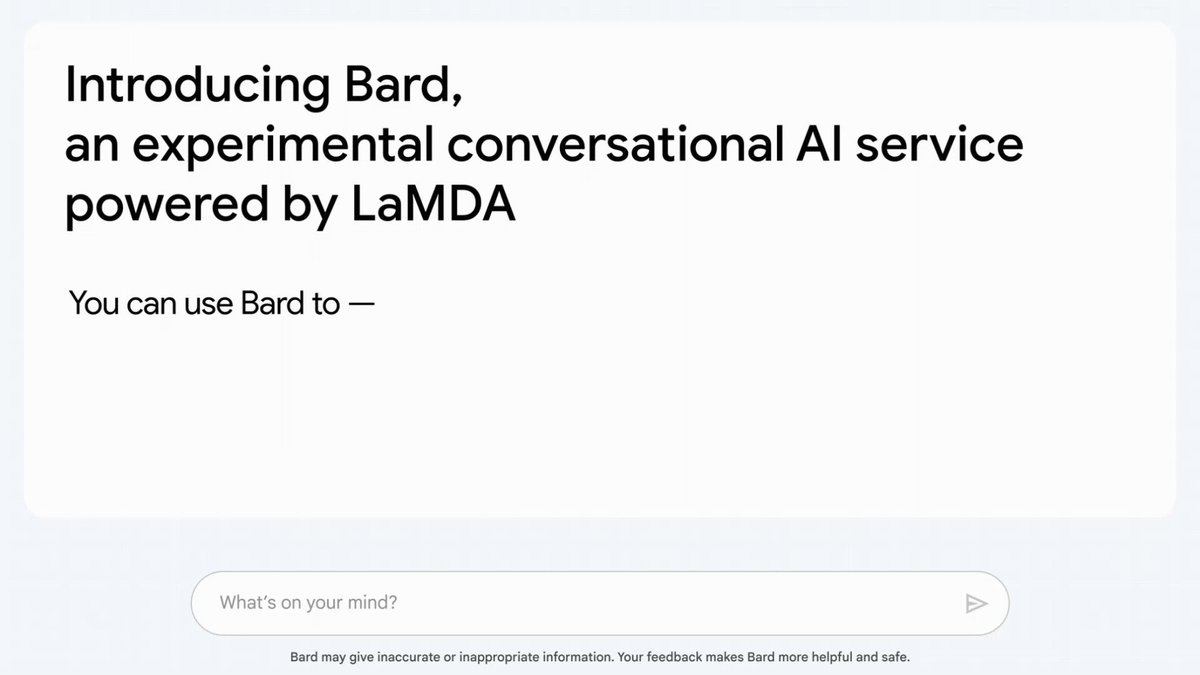 Introducing Bard,
an experimental conversational AI service
powered by LaMDA
You can use Bard to —
What’s on your mind?
Bard may give inaccurate or inappropriate information. Your feedback makes Bard more helpful and safe.